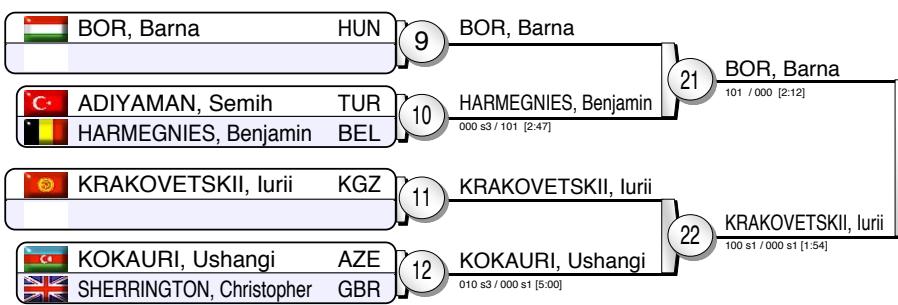 BOR, Barna HUN
9
BOR, Barna
21
BOR, Barna
101 / 000 [2:12]
ADIYAMAN, Semih TUR
HARMEGNIES, Benjamin BEL
10
HARMEGNIES, Benjamin
000 s3 / 101 [2:47]
KRAKOVETSKII, Iurii KGZ
11
KRAKOVETSKII, Iurii
22
KRAKOVETSKII, Iurii
100 s1 / 000 s1 [1:54]
KOKAURI, Ushangi AZE
SHERRINGTON, Christopher GBR
12
KOKAURI, Ushangi
010 s3 / 000 s1 [5:00]